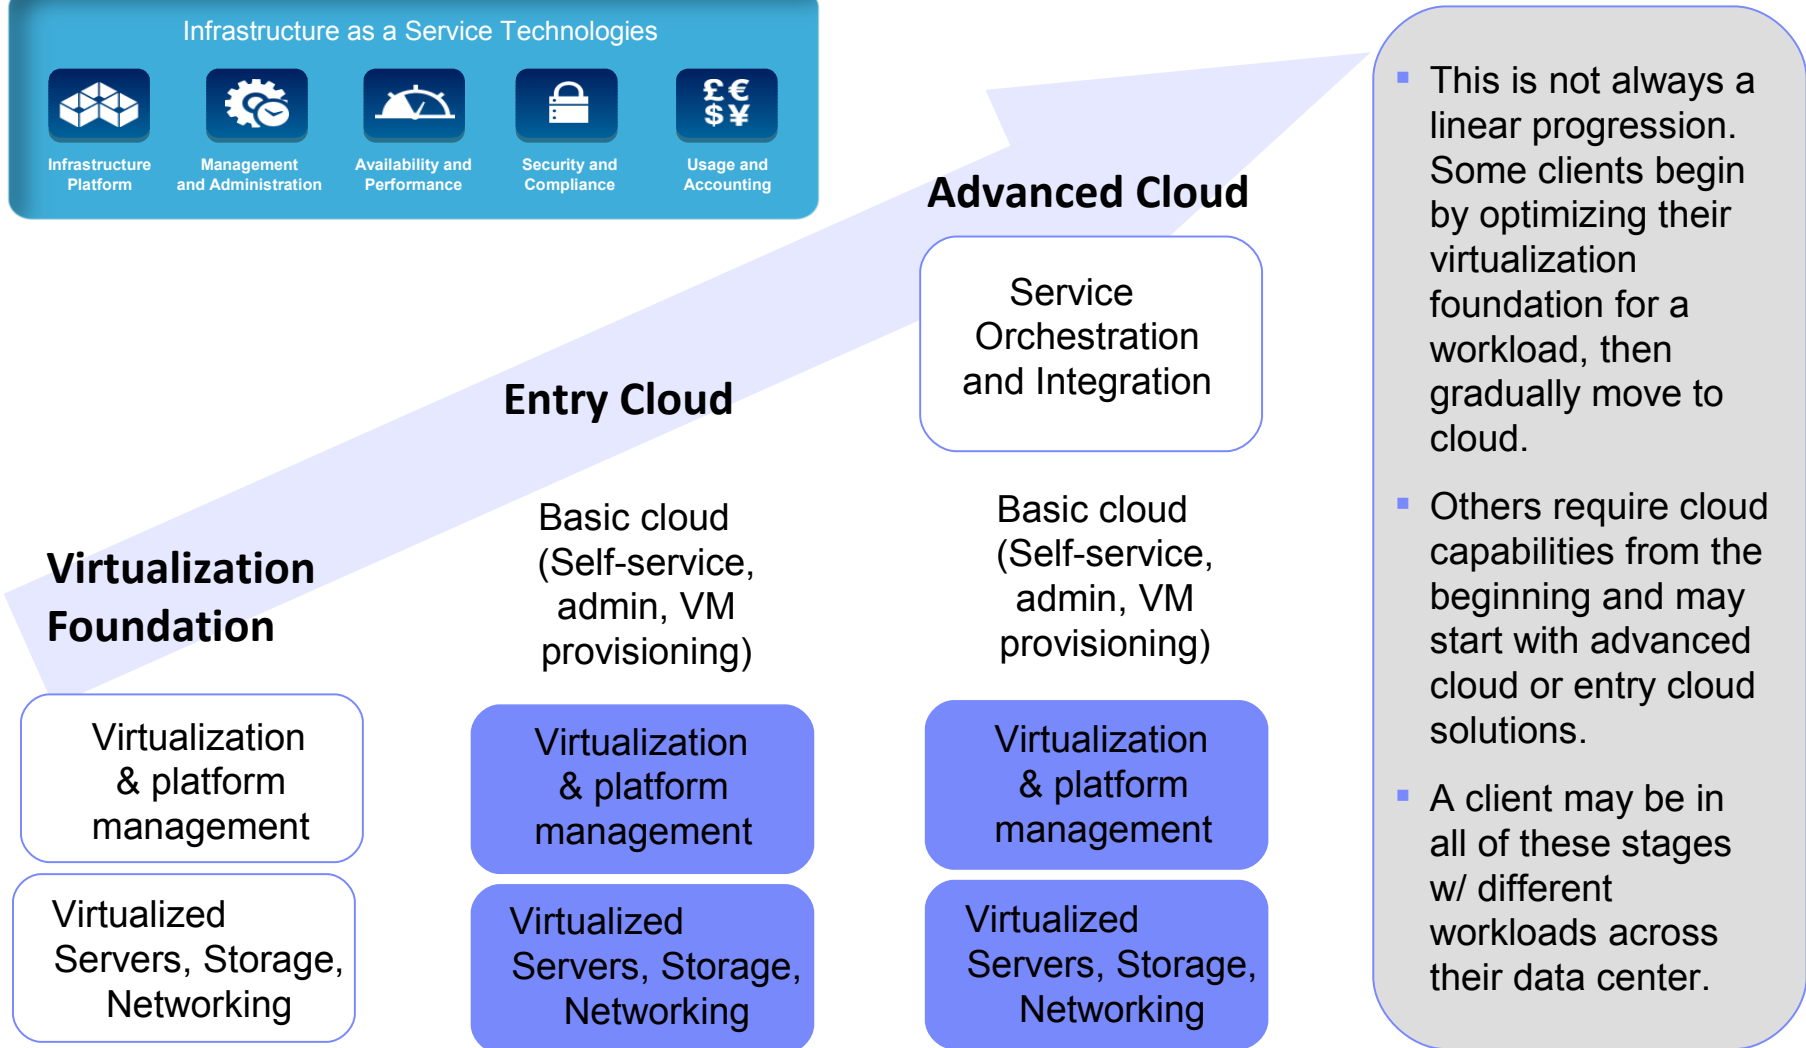 Infrastructure as a Service Technologies
Infrastructure
Platform
Management
and Administration
Availability and
Performance
Security and
Compliance
Usage and
Accounting
£ €
$ ¥
Virtualization
Foundation
Virtualization
& platform
management
Virtualized
Servers, Storage,
Networking
Entry Cloud
Basic cloud
(Self-service,
admin, VM
provisioning)
Virtualization
& platform
management
Virtualized
Servers, Storage,
Networking
Advanced Cloud
Service
Orchestration
and Integration
Basic cloud
(Self-service,
admin, VM
provisioning)
Virtualization
& platform
management
Virtualized
Servers, Storage,
Networking
This is not always a
linear progression.
Some clients begin
by optimizing their
virtualization
foundation for a
workload, then
gradually move to
cloud.
Others require cloud
capabilities from the
beginning and may
start with advanced
cloud or entry cloud
solutions.
A client may be in
all of these stages
w/ different
workloads across
their data center.